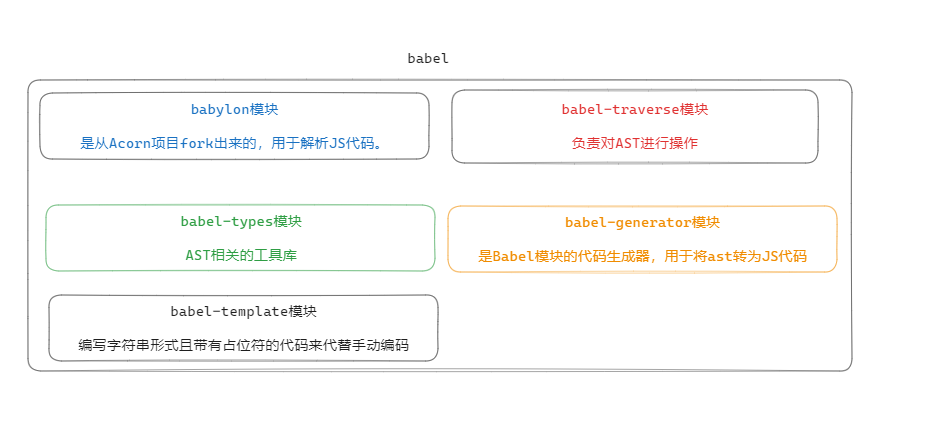 babel
babylon模块
是从Acorn项目fork出来的，用于解析JS代码。
babel-traverse模块
负责对AST进行操作
babel-types模块
AST相关的工具库
babel-generator模块
是Babel模块的代码生成器，用于将ast转为JS代码
babel-template模块
编写字符串形式且带有占位符的代码来代替手动编码